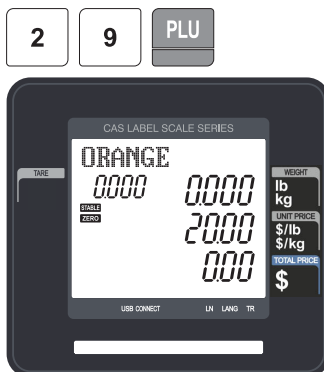 2 9 PLU
CAS LABEL SCALE SERIES
ORANGE
TARE
0.000 0.000
WEIGHT
lb
kg
STABLE
ZERO
20.00
UNIT PRICE
$/lb
$/kg
0.00
TOTAL PRICE
$
USB CONNECT LN LANG TR